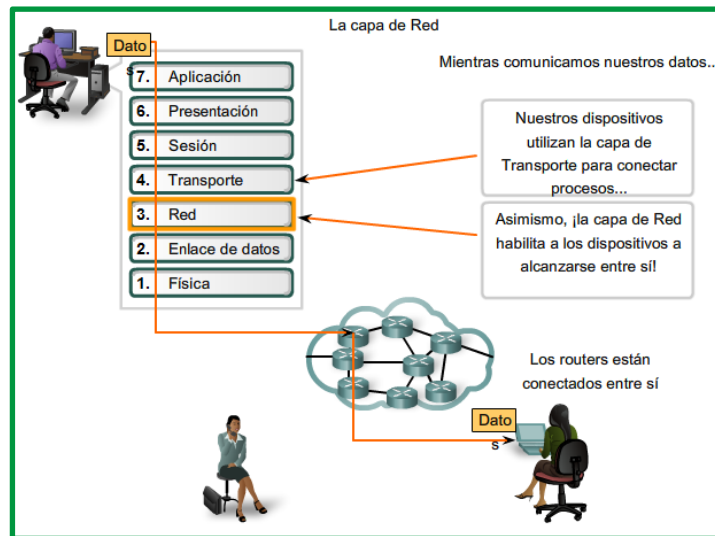 La capa de Red
Dato
s
Mientras comunicamos nuestros datos..
7. Aplicación
6. Presentación
5. Sesión
4. Transporte
3. Red
2. Enlace de datos
1. Física
Nuestros dispositivos
utilizan la capa de
Transporte para conectar
procesos...
Asimismo, ¡la capa de Red
habilita a los dispositivos a
alcanzarse entre sí!
Los routers están
conectados entre sí
Dato
s